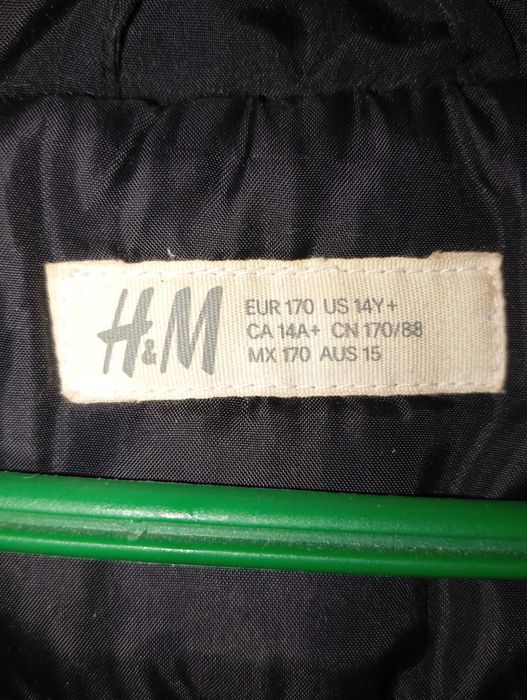 H&M
EUR 170 US 14Y+
CA 14A+ CN 170/88
MX 170 AUS 15